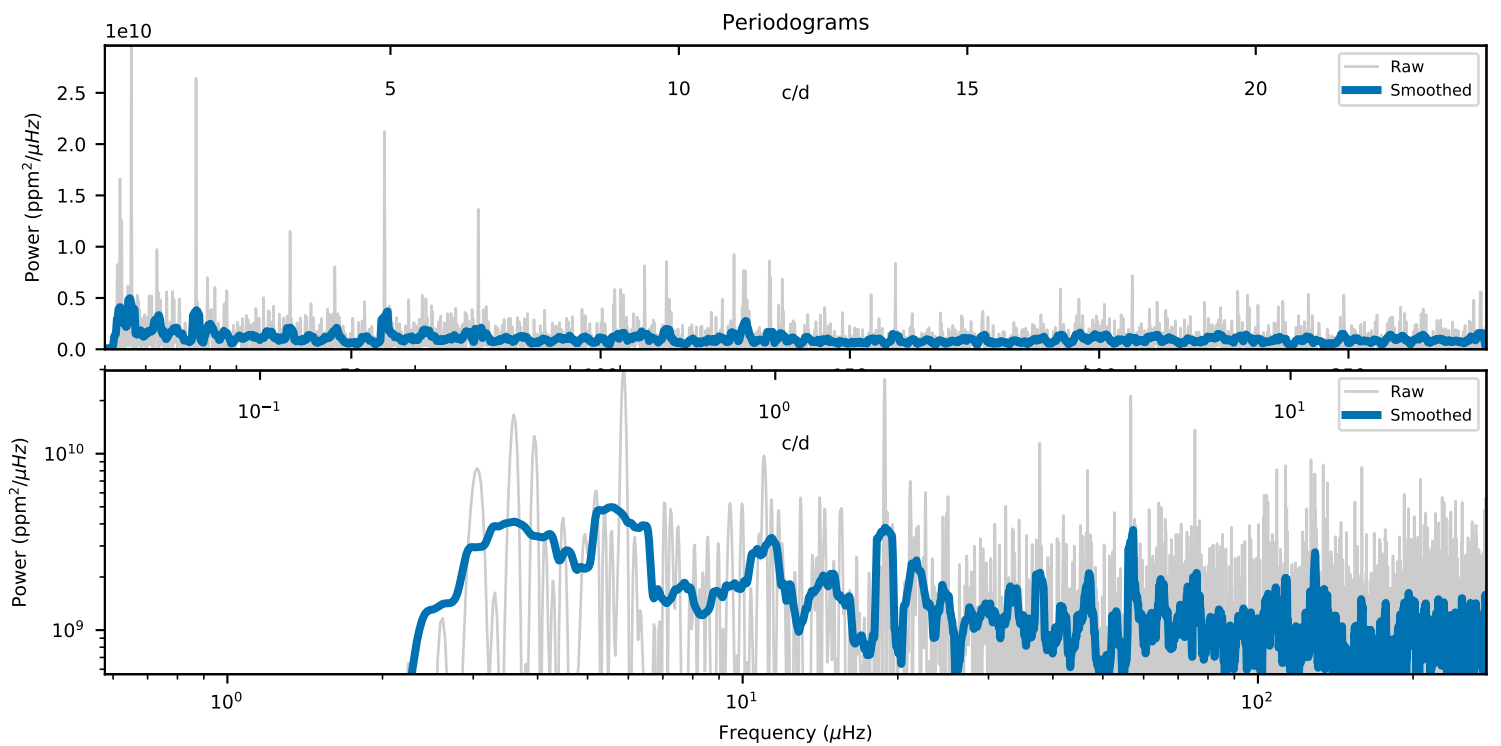 Periodograms
1e10
5 10 15 20
c/d
Raw
Smoothed
2.5
2.0
1.5
1.0
0.5
0.0
Power (ppm²/μHz)
10⁻¹ 10⁰ 10¹
c/d
Raw
Smoothed
10¹⁰
10⁹
Power (ppm²/μHz)
10⁰ 10¹ 10²
Frequency (μHz)